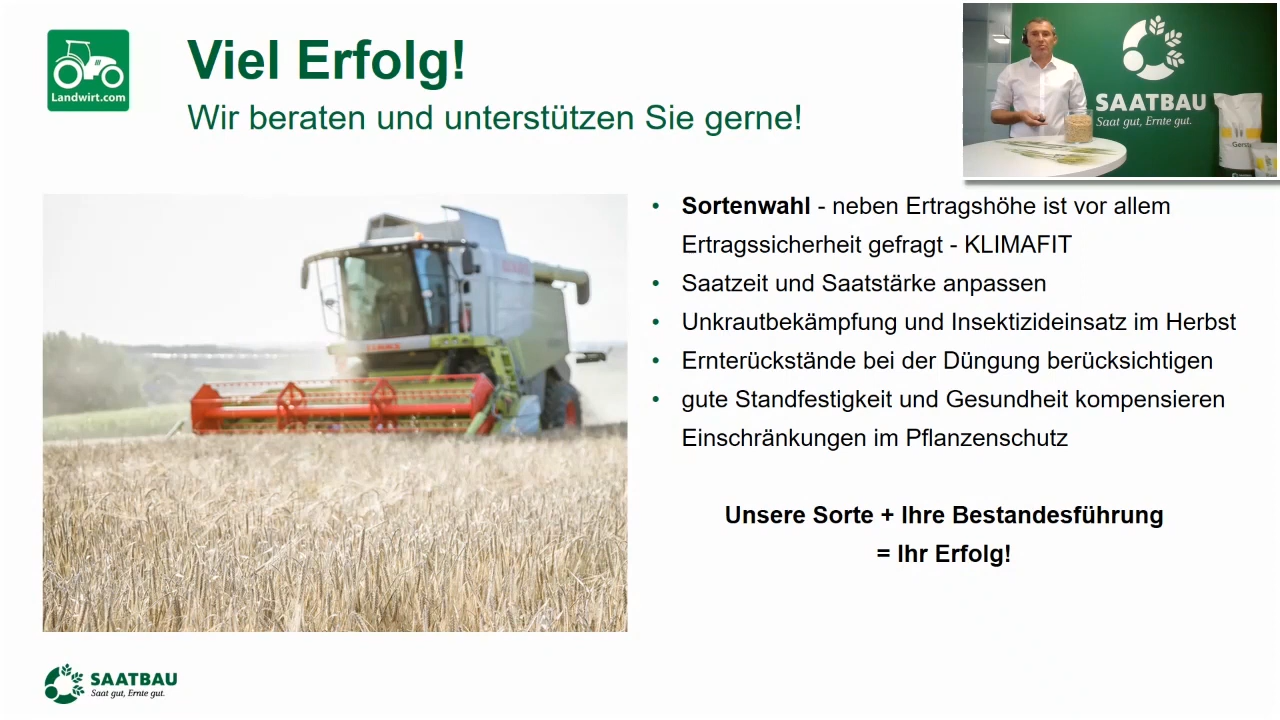 Landwirt.com
Viel Erfolg!
Wir beraten und unterstützen Sie gerne!
SAATBAU
Saat gut, Ernte gut.
Gerste
• Sortenwahl - neben Ertragshöhe ist vor allem
Ertragssicherheit gefragt - KLIMAFIT
• Saatzeit und Saatstärke anpassen
• Unkrautbekämpfung und Insektizideinsatz im Herbst
• Ernterückstände bei der Düngung berücksichtigen
• gute Standfestigkeit und Gesundheit kompensieren
Einschränkungen im Pflanzenschutz
Unsere Sorte + Ihre Bestandesführung
= Ihr Erfolg!
CLAAS
SAATBAU
Saat gut, Ernte gut.